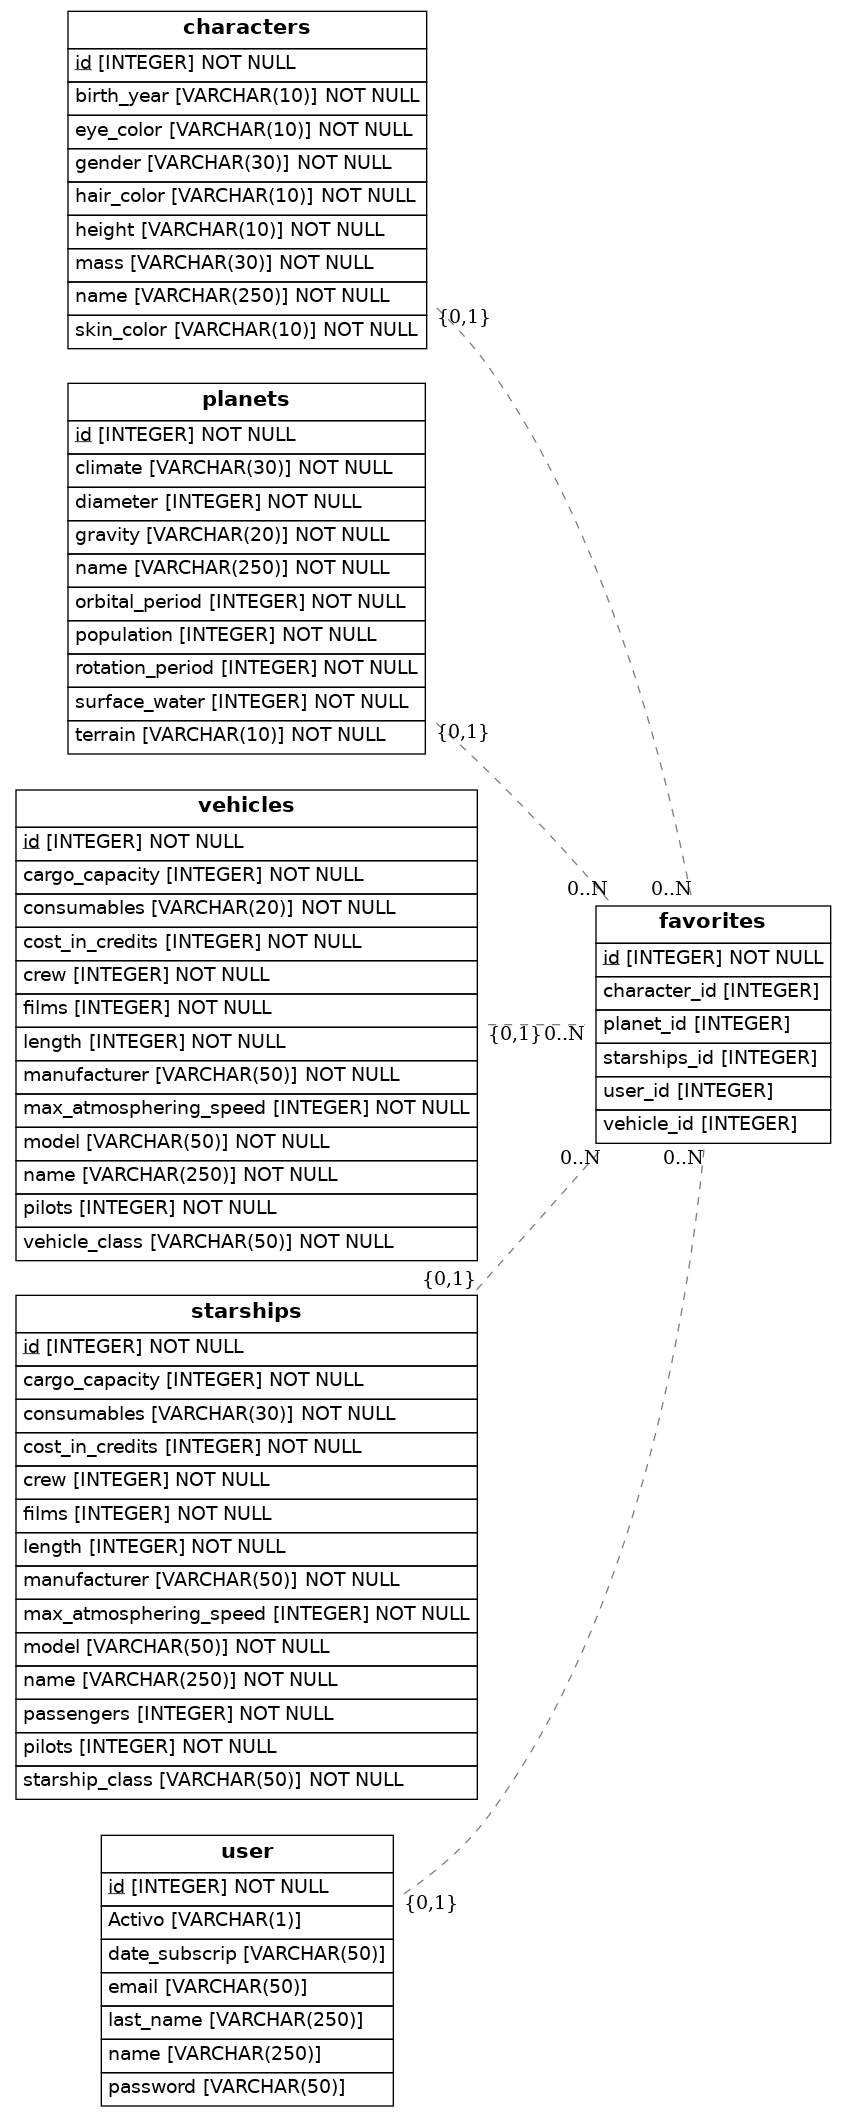 characters
id [INTEGER] NOT NULL
birth_year [VARCHAR(10)] NOT NULL
eye_color [VARCHAR(10)] NOT NULL
gender [VARCHAR(30)] NOT NULL
hair_color [VARCHAR(10)] NOT NULL
height [VARCHAR(10)] NOT NULL
mass [VARCHAR(30)] NOT NULL
name [VARCHAR(250)] NOT NULL
skin_color [VARCHAR(10)] NOT NULL
{0,1}
planets
id [INTEGER] NOT NULL
climate [VARCHAR(30)] NOT NULL
diameter [INTEGER] NOT NULL
gravity [VARCHAR(20)] NOT NULL
name [VARCHAR(250)] NOT NULL
orbital_period [INTEGER] NOT NULL
population [INTEGER] NOT NULL
rotation_period [INTEGER] NOT NULL
surface_water [INTEGER] NOT NULL
terrain [VARCHAR(10)] NOT NULL
{0,1}
vehicles
id [INTEGER] NOT NULL
cargo_capacity [INTEGER] NOT NULL
consumables [VARCHAR(20)] NOT NULL
cost_in_credits [INTEGER] NOT NULL
crew [INTEGER] NOT NULL
films [INTEGER] NOT NULL
length [INTEGER] NOT NULL
manufacturer [VARCHAR(50)] NOT NULL
max_atmosphering_speed [INTEGER] NOT NULL
model [VARCHAR(50)] NOT NULL
name [VARCHAR(250)] NOT NULL
pilots [INTEGER] NOT NULL
vehicle_class [VARCHAR(50)] NOT NULL
{0,1} 0..N
0..N 0..N
favorites
id [INTEGER] NOT NULL
character_id [INTEGER]
planet_id [INTEGER]
starships_id [INTEGER]
user_id [INTEGER]
vehicle_id [INTEGER]
0..N 0..N
{0,1}
starships
id [INTEGER] NOT NULL
cargo_capacity [INTEGER] NOT NULL
consumables [VARCHAR(30)] NOT NULL
cost_in_credits [INTEGER] NOT NULL
crew [INTEGER] NOT NULL
films [INTEGER] NOT NULL
length [INTEGER] NOT NULL
manufacturer [VARCHAR(50)] NOT NULL
max_atmosphering_speed [INTEGER] NOT NULL
model [VARCHAR(50)] NOT NULL
name [VARCHAR(250)] NOT NULL
passengers [INTEGER] NOT NULL
pilots [INTEGER] NOT NULL
starship_class [VARCHAR(50)] NOT NULL
user
id [INTEGER] NOT NULL
Activo [VARCHAR(1)]
date_subscrip [VARCHAR(50)]
email [VARCHAR(50)]
last_name [VARCHAR(250)]
name [VARCHAR(250)]
password [VARCHAR(50)]
{0,1}